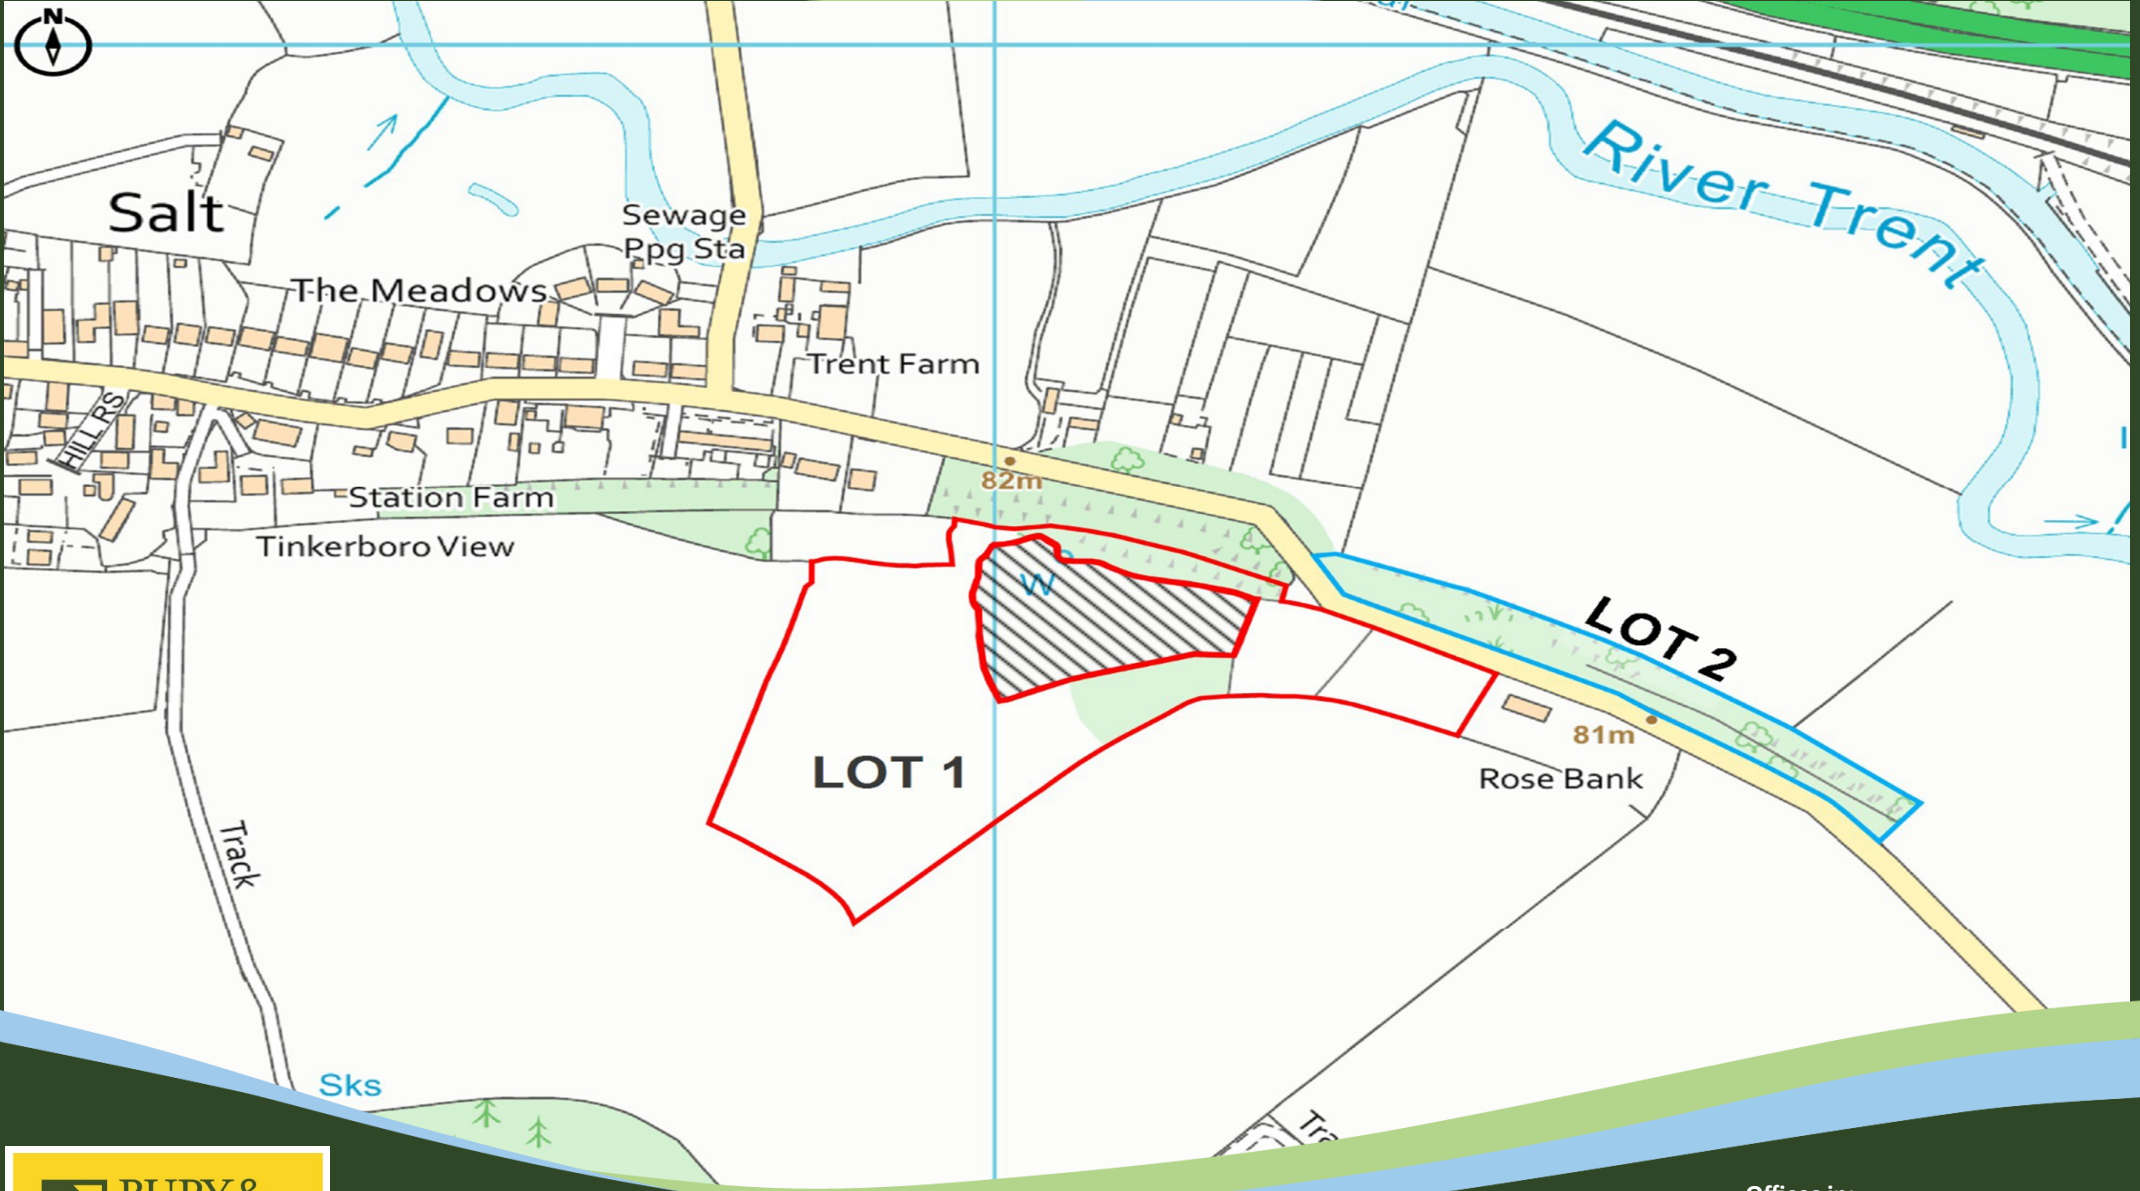 N
Salt
Sewage
Ppg Sta
River Trent
The Meadows
Trent Farm
HILL RS
82m
Station Farm
Tinkerboro View
W
LOT 2
LOT 1
81m
Rose Bank
Track
Sks